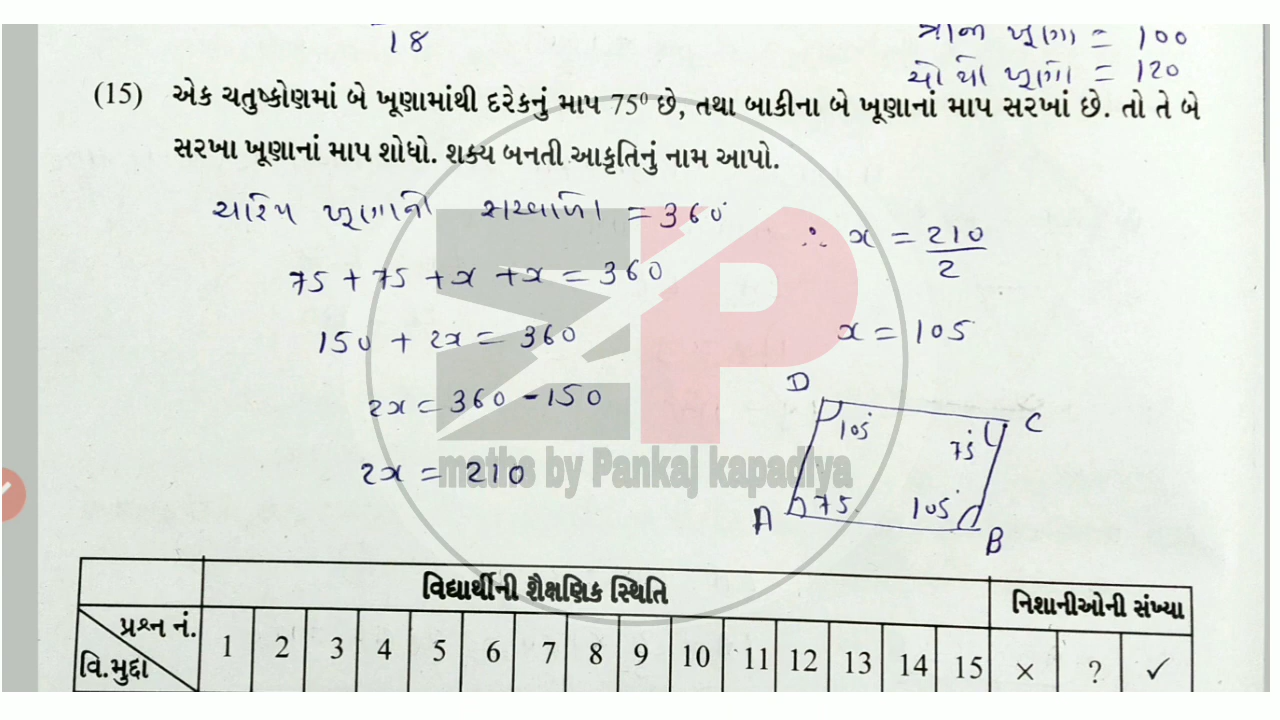 18
ત્રીજો ખૂણો = 100
ચોથો ખૂણો = 120
(15) એક ચતુષ્કોણમાં બે ખૂણામાંથી દરેકનું માપ 75⁰ છે, તથા બાકીના બે ખૂણાનાં માપ સરખાં છે. તો તે બે
સરખા ખૂણાનાં માપ શોધો. શક્ય બનતી આકૃતિનું નામ આપો.
ચારેય ખૂણાનો સરવાળો = 360°
75 + 75 + x + x = 360
150 + 2x = 360
2x = 360 - 150
2x = 210
∴ x = 210/2
x = 105
D
105°
75°
C
A
75
105°
B
maths by Pankaj kapadiya
વિદ્યાર્થીની શૈક્ષણિક સ્થિતિ નિશાનીઓની સંખ્યા
પ્રશ્ન નં. 1 2 3 4 5 6 7 8 9 10 11 12 13 14 15 × ? ✓
વિ.મુદ્દા